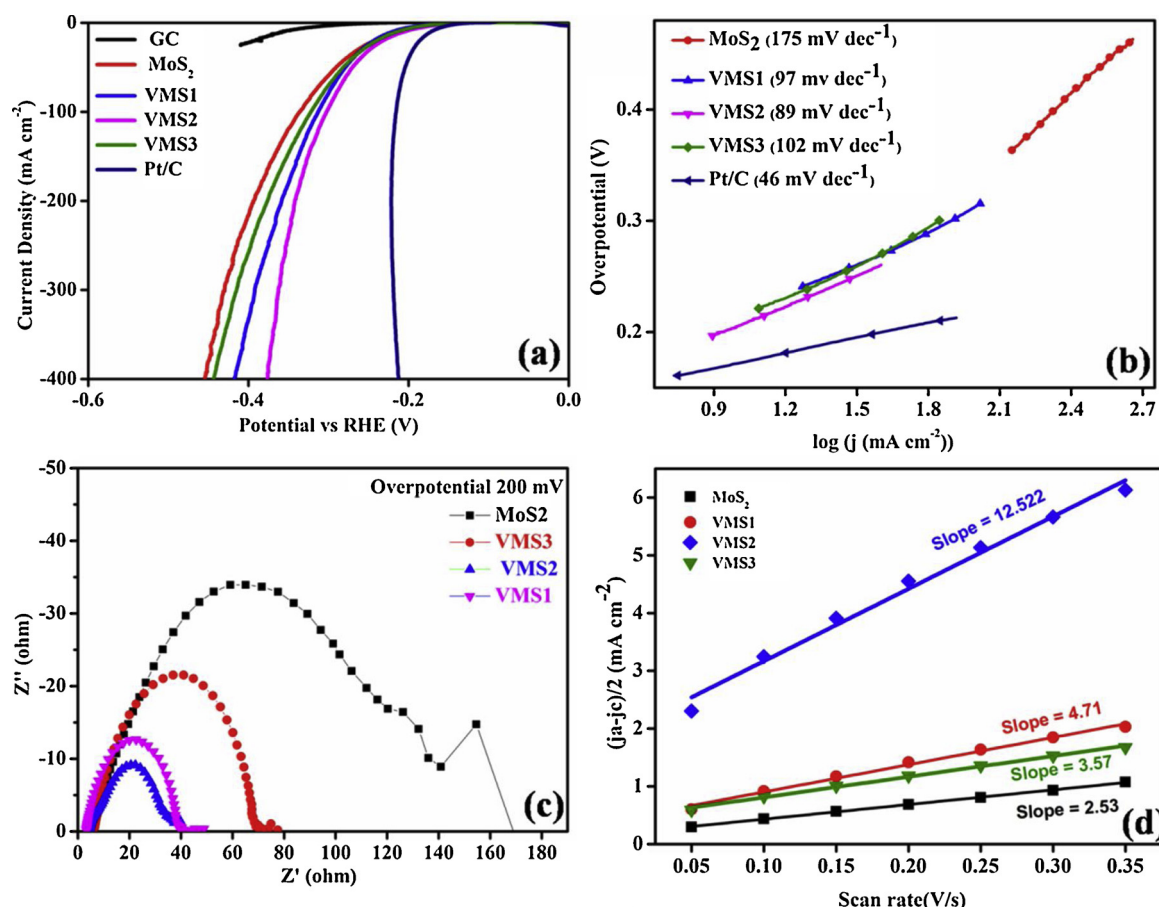 GC
MoS₂
VMS1
VMS2
VMS3
Pt/C
0
-100
-200
-300
-400
Current Density (mA cm⁻²)
-0.6
-0.4
-0.2
0.0
Potential vs RHE (V)
(a)
MoS₂ (175 mV dec⁻¹)
VMS1 (97 mv dec⁻¹)
VMS2 (89 mV dec⁻¹)
VMS3 (102 mV dec⁻¹)
Pt/C (46 mV dec⁻¹)
0.4
0.3
0.2
Overpotential (V)
0.9
1.2
1.5
1.8
2.1
2.4
2.7
log (j (mA cm⁻²))
(b)
Overpotential 200 mV
MoS2
VMS3
VMS2
VMS1
-50
-40
-30
-20
-10
0
Z'' (ohm)
0
20
40
60
80
100
120
140
160
180
Z' (ohm)
(c)
MoS₂
VMS1
VMS2
VMS3
Slope = 12.522
Slope = 4.71
Slope = 3.57
Slope = 2.53
6
5
4
3
2
1
0
(ja-jc)/2 (mA cm⁻²)
0.05
0.10
0.15
0.20
0.25
0.30
0.35
Scan rate(V/s)
(d)